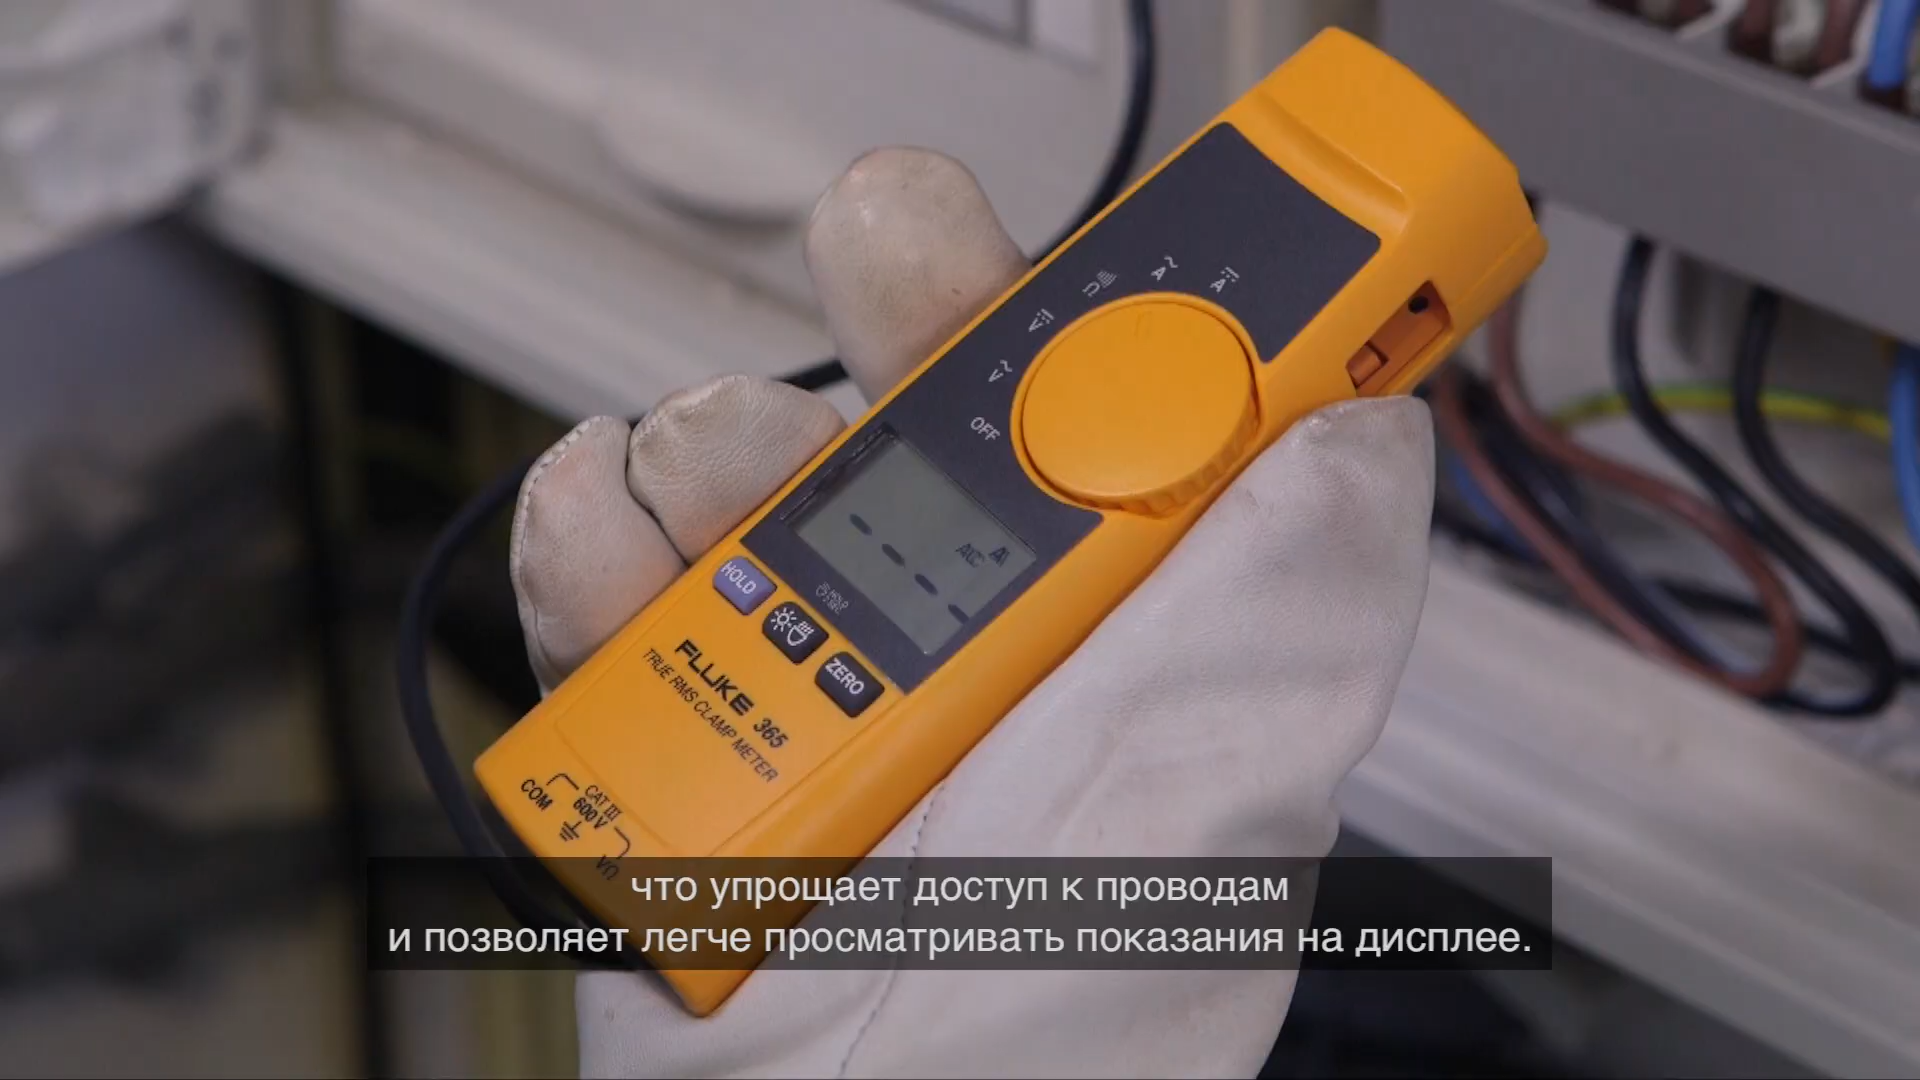 A
A
Ω
V
V
OFF
AC A
HOLD
ZERO
FLUKE 365
TRUE RMS CLAMP METER
CAT III
600V
COM
VΩ
что упрощает доступ к проводам
и позволяет легче просматривать показания на дисплее.